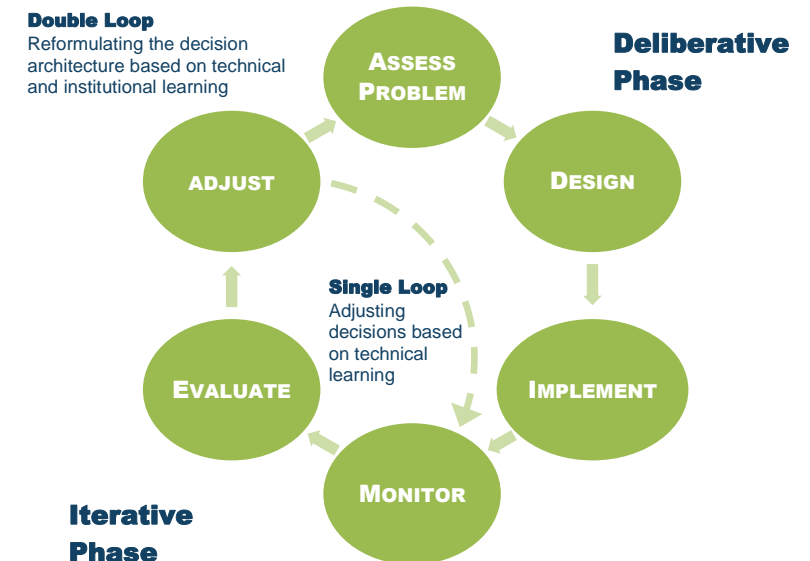 Double Loop
Reformulating the decision
architecture based on technical
and institutional learning
ASSESS
PROBLEM
Deliberative
Phase
ADJUST
DESIGN
Single Loop
Adjusting
decisions based
on technical
learning
EVALUATE
IMPLEMENT
MONITOR
Iterative
Phase